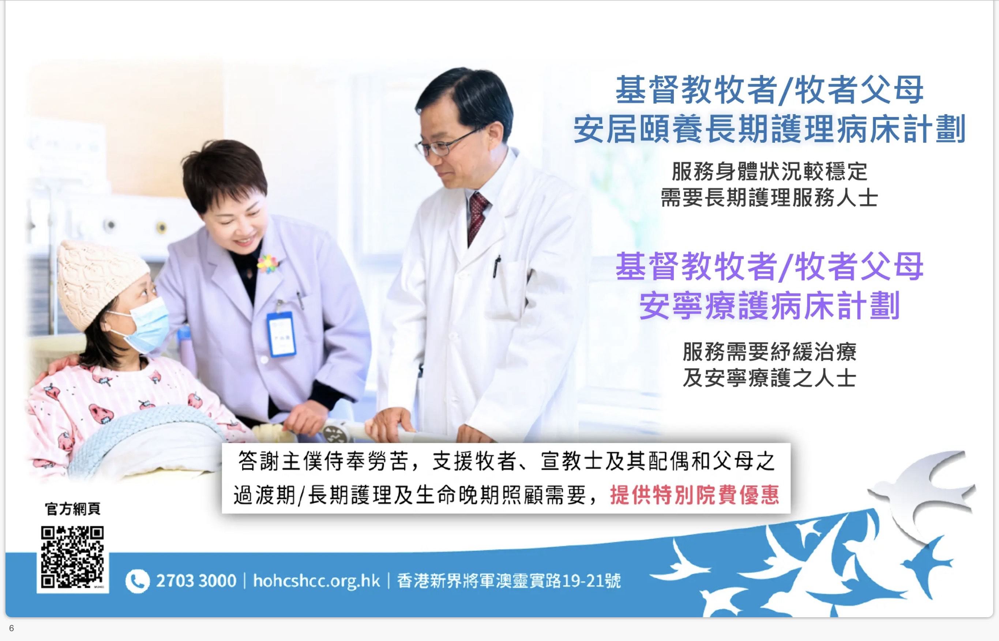 基督教牧者/牧者父母
安居頤養長期護理病床計劃
服務身體狀況較穩定
需要長期護理服務人士
基督教牧者/牧者父母
安寧療護病床計劃
服務需要紓緩治療
及安寧療護之人士
答謝主僕侍奉勞苦，支援牧者、宣教士及其配偶和父母之
過渡期/長期護理及生命晚期照顧需要，提供特別院費優惠
官方網頁
2703 3000 | hohcshcc.org.hk | 香港新界將軍澳靈實路19-21號
6